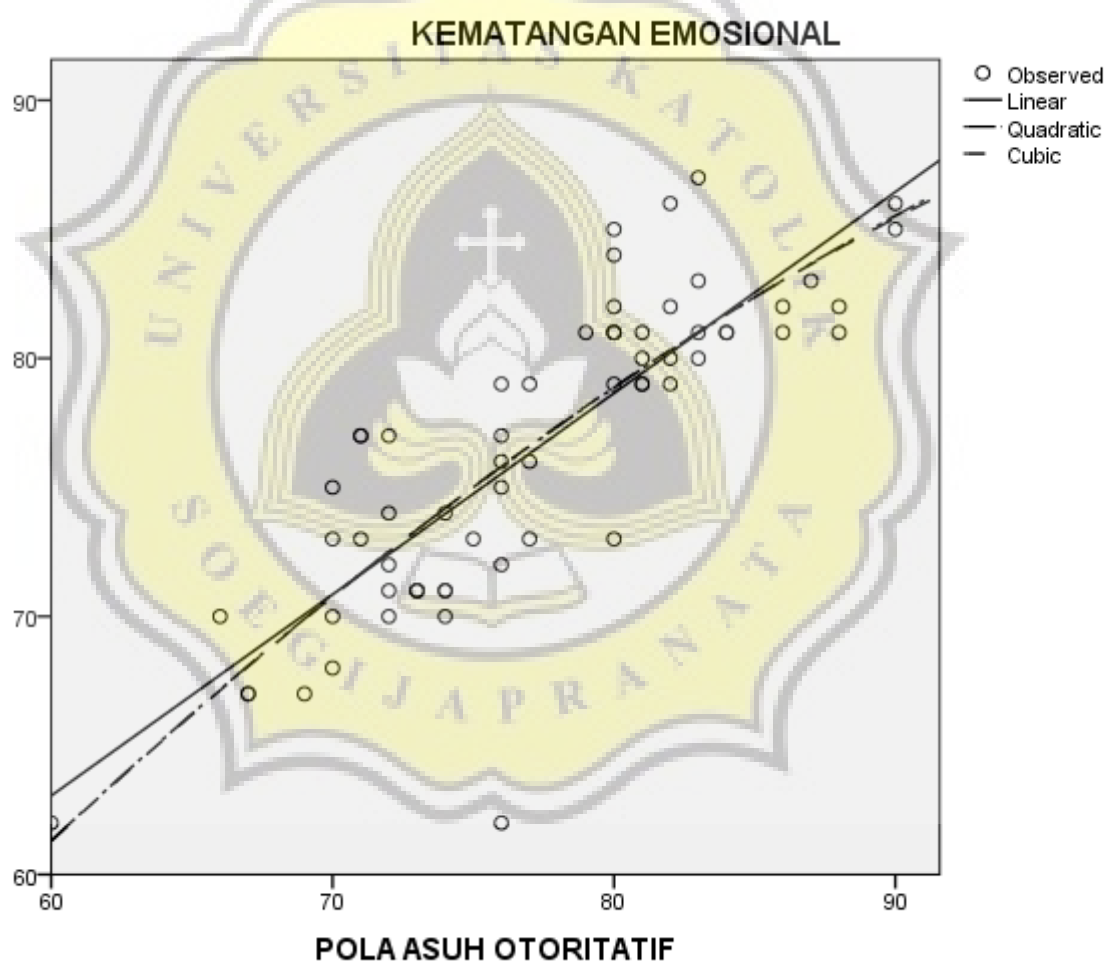 KEMATANGAN EMOSIONAL
Observed
Linear
Quadratic
Cubic
90
80
70
60
60
70
80
90
POLA ASUH OTORITATIF
UNIVERSITAS KATOLIK
SOEGIJAPRANATA